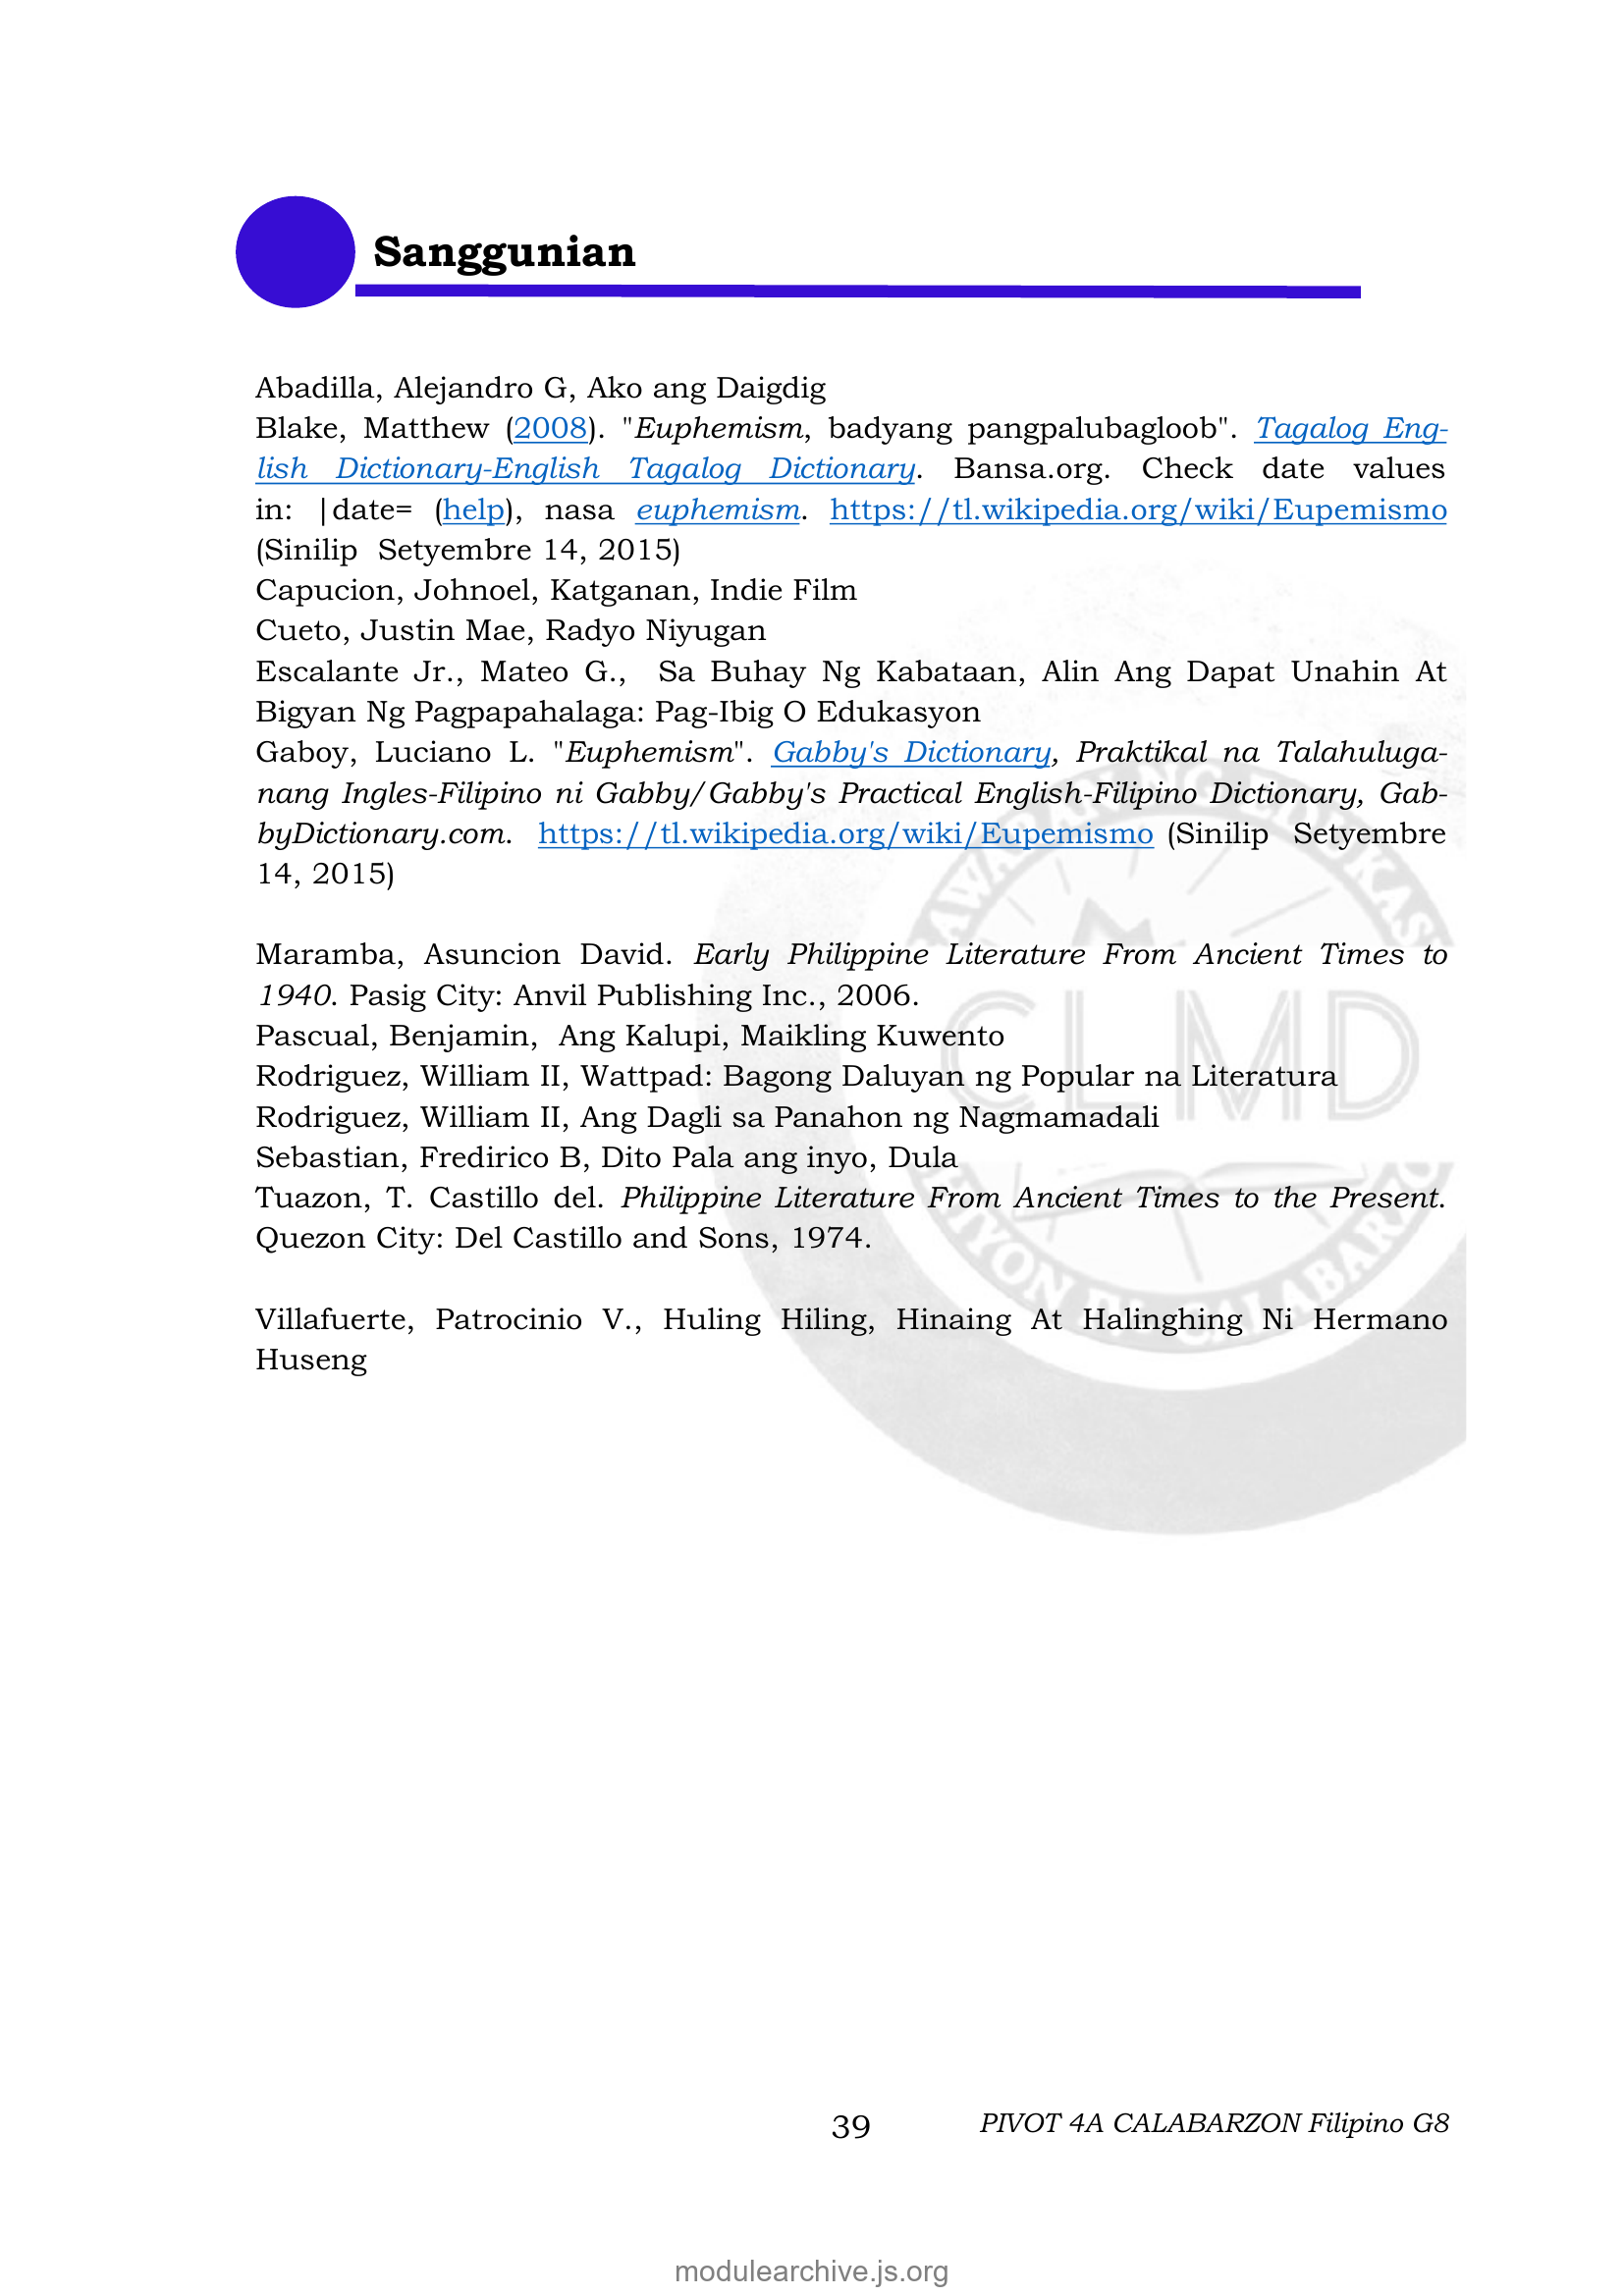 Sanggunian
Abadilla, Alejandro G, Ako ang Daigdig
Blake, Matthew (2008). "Euphemism, badyang pangpalubagloob". Tagalog Eng-
lish Dictionary-English Tagalog Dictionary. Bansa.org. Check date values
in: |date= (help), nasa euphemism. https://tl.wikipedia.org/wiki/Eupemismo
(Sinilip Setyembre 14, 2015)
Capucion, Johnoel, Katganan, Indie Film
Cueto, Justin Mae, Radyo Niyugan
Escalante Jr., Mateo G., Sa Buhay Ng Kabataan, Alin Ang Dapat Unahin At
Bigyan Ng Pagpapahalaga: Pag-Ibig O Edukasyon
Gaboy, Luciano L. "Euphemism". Gabby's Dictionary, Praktikal na Talahuluga-
nang Ingles-Filipino ni Gabby/Gabby's Practical English-Filipino Dictionary, Gab-
byDictionary.com. https://tl.wikipedia.org/wiki/Eupemismo (Sinilip Setyembre
14, 2015)
Maramba, Asuncion David. Early Philippine Literature From Ancient Times to
1940. Pasig City: Anvil Publishing Inc., 2006.
Pascual, Benjamin, Ang Kalupi, Maikling Kuwento
Rodriguez, William II, Wattpad: Bagong Daluyan ng Popular na Literatura
Rodriguez, William II, Ang Dagli sa Panahon ng Nagmamadali
Sebastian, Fredirico B, Dito Pala ang inyo, Dula
Tuazon, T. Castillo del. Philippine Literature From Ancient Times to the Present.
Quezon City: Del Castillo and Sons, 1974.
Villafuerte, Patrocinio V., Huling Hiling, Hinaing At Halinghing Ni Hermano
Huseng
CLMD
39 PIVOT 4A CALABARZON Filipino G8
modulearchive.js.org